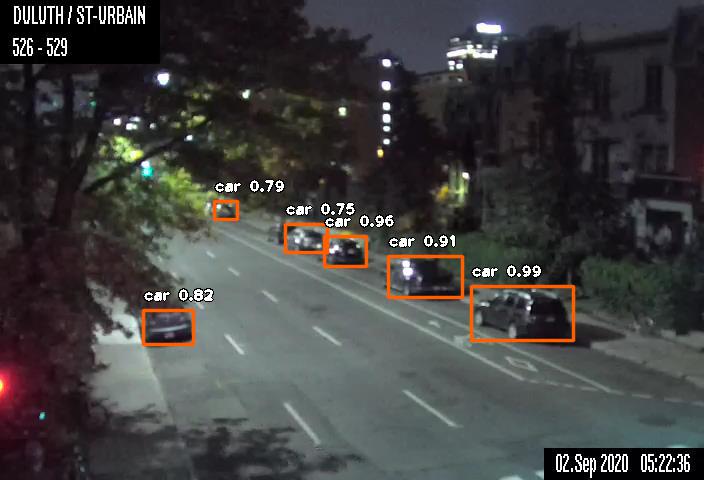 DULUTH / ST-URBAIN
526 - 529
car 0.79
car 0.75
car 0.96
car 0.91
car 0.99
car 0.82
02.Sep 2020 05:22:36